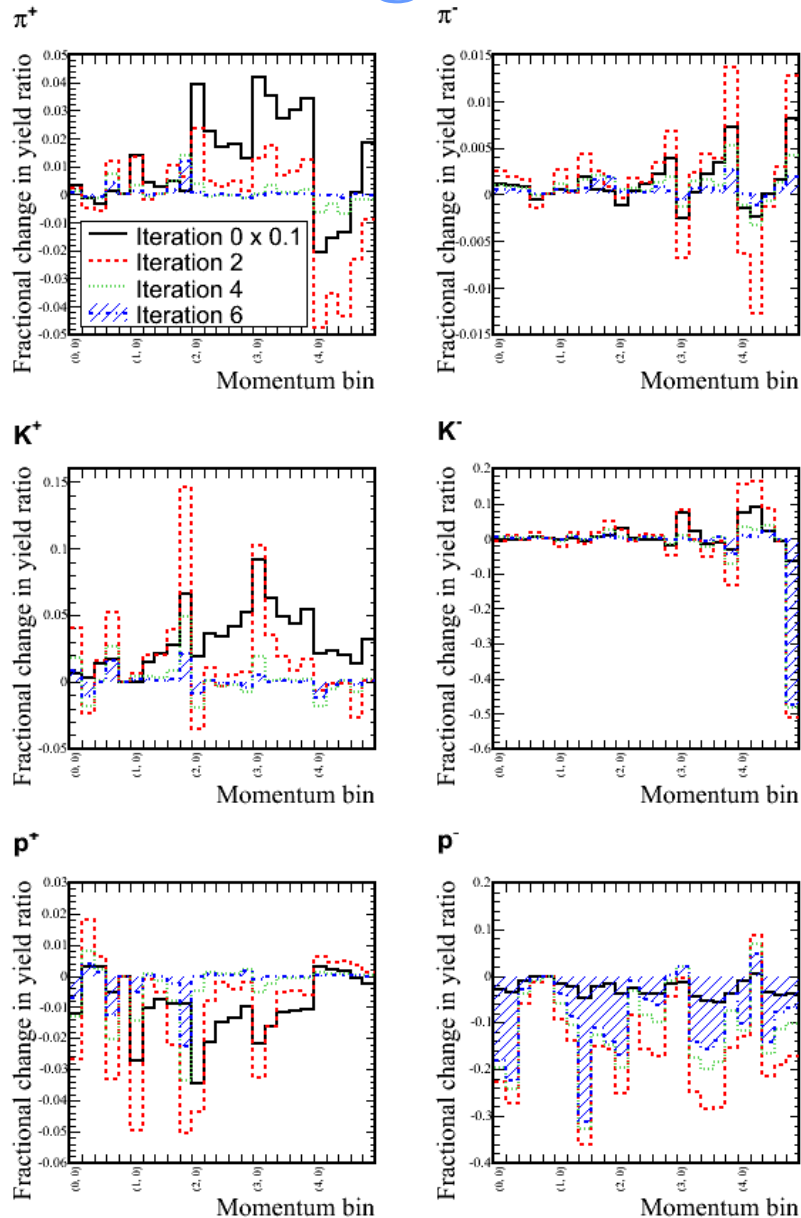 π+ π-
Fractional change in yield ratio
0.05
0.04
0.03
0.02
0.01
0
-0.01
-0.02
-0.03
-0.04
-0.05
Iteration 0 x 0.1
Iteration 2
Iteration 4
Iteration 6
(0, 0) (1, 0) (2, 0) (3, 0) (4, 0)
Momentum bin
Fractional change in yield ratio
0.015
0.01
0.005
0
-0.005
-0.01
-0.015
(0, 0) (1, 0) (2, 0) (3, 0) (4, 0)
Momentum bin
K+ K-
Fractional change in yield ratio
0.15
0.1
0.05
0
-0.05
(0, 0) (1, 0) (2, 0) (3, 0) (4, 0)
Momentum bin
Fractional change in yield ratio
0.2
0.1
0
-0.1
-0.2
-0.3
-0.4
-0.5
-0.6
(0, 0) (1, 0) (2, 0) (3, 0) (4, 0)
Momentum bin
p+ p-
Fractional change in yield ratio
0.03
0.02
0.01
0
-0.01
-0.02
-0.03
-0.04
-0.05
-0.06
(0, 0) (1, 0) (2, 0) (3, 0) (4, 0)
Momentum bin
Fractional change in yield ratio
0.2
0.1
-0
-0.1
-0.2
-0.3
-0.4
(0, 0) (1, 0) (2, 0) (3, 0) (4, 0)
Momentum bin